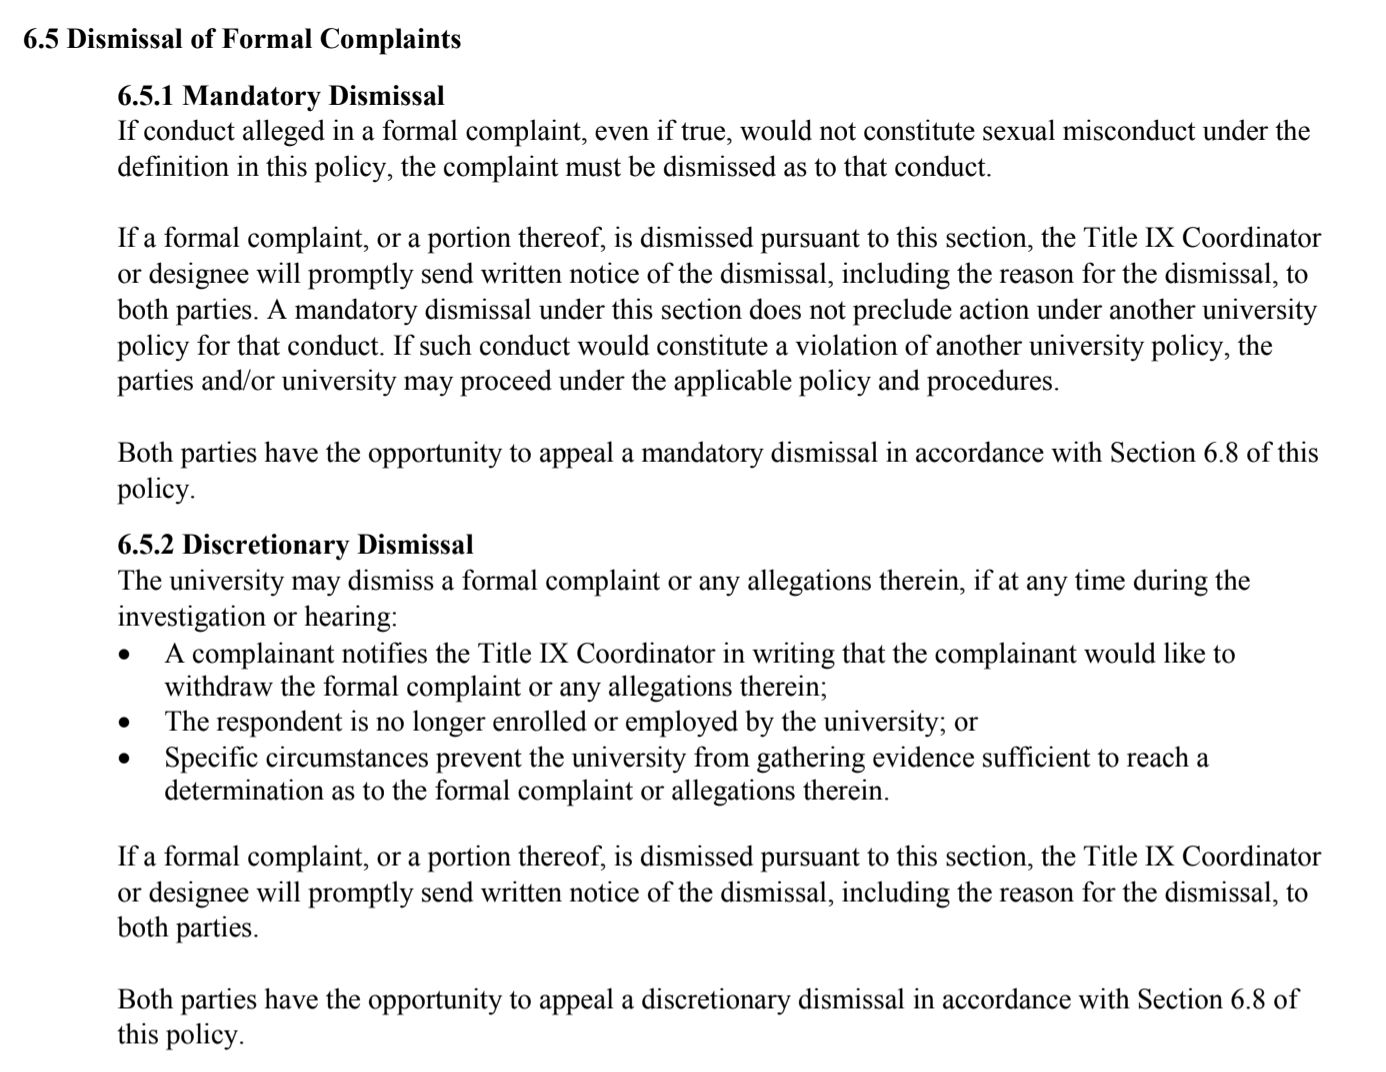 6.5 Dismissal of Formal Complaints
6.5.1 Mandatory Dismissal
If conduct alleged in a formal complaint, even if true, would not constitute sexual misconduct under the
definition in this policy, the complaint must be dismissed as to that conduct.
If a formal complaint, or a portion thereof, is dismissed pursuant to this section, the Title IX Coordinator
or designee will promptly send written notice of the dismissal, including the reason for the dismissal, to
both parties. A mandatory dismissal under this section does not preclude action under another university
policy for that conduct. If such conduct would constitute a violation of another university policy, the
parties and/or university may proceed under the applicable policy and procedures.
Both parties have the opportunity to appeal a mandatory dismissal in accordance with Section 6.8 of this
policy.
6.5.2 Discretionary Dismissal
The university may dismiss a formal complaint or any allegations therein, if at any time during the
investigation or hearing:
• A complainant notifies the Title IX Coordinator in writing that the complainant would like to
withdraw the formal complaint or any allegations therein;
• The respondent is no longer enrolled or employed by the university; or
• Specific circumstances prevent the university from gathering evidence sufficient to reach a
determination as to the formal complaint or allegations therein.
If a formal complaint, or a portion thereof, is dismissed pursuant to this section, the Title IX Coordinator
or designee will promptly send written notice of the dismissal, including the reason for the dismissal, to
both parties.
Both parties have the opportunity to appeal a discretionary dismissal in accordance with Section 6.8 of
this policy.